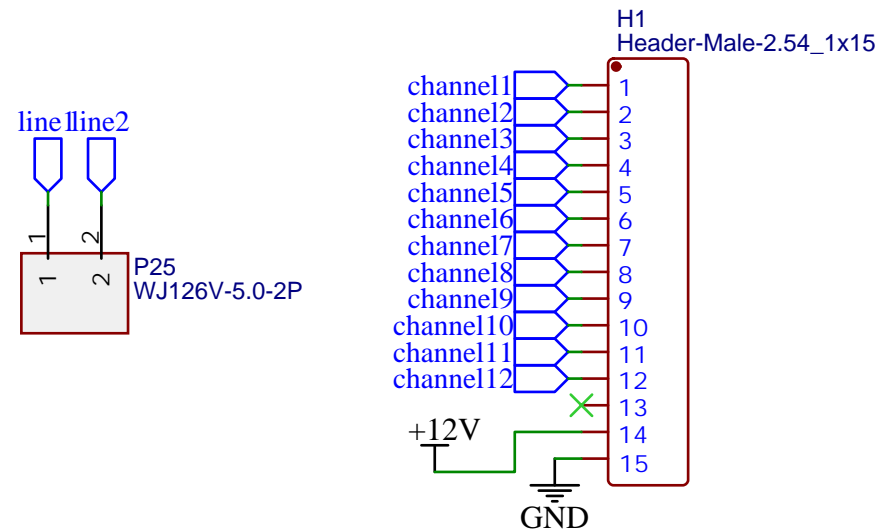 H1
Header-Male-2.54_1x15
channel1 1
channel2 2
channel3 3
channel4 4
channel5 5
channel6 6
channel7 7
channel8 8
channel9 9
channel10 10
channel11 11
channel12 12
13
+12V 14
15
GND
line1 line2
1 2
1 2
P25
WJ126V-5.0-2P